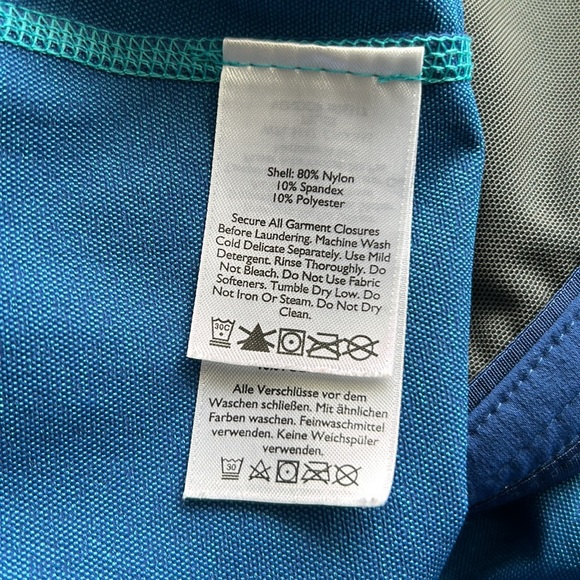 Shell: 80% Nylon
10% Spandex
10% Polyester
Secure All Garment Closures
Before Laundering. Machine Wash
Cold Delicate Separately. Use Mild
Detergent. Rinse Thoroughly. Do
Not Bleach. Do Not Use Fabric
Softeners. Tumble Dry Low. Do
Not Iron Or Steam. Do Not Dry
Clean.
30C
Alle Verschlüsse vor dem
Waschen schließen. Mit ähnlichen
Farben waschen. Feinwaschmittel
verwenden. Keine Weichspüler
verwenden.
30